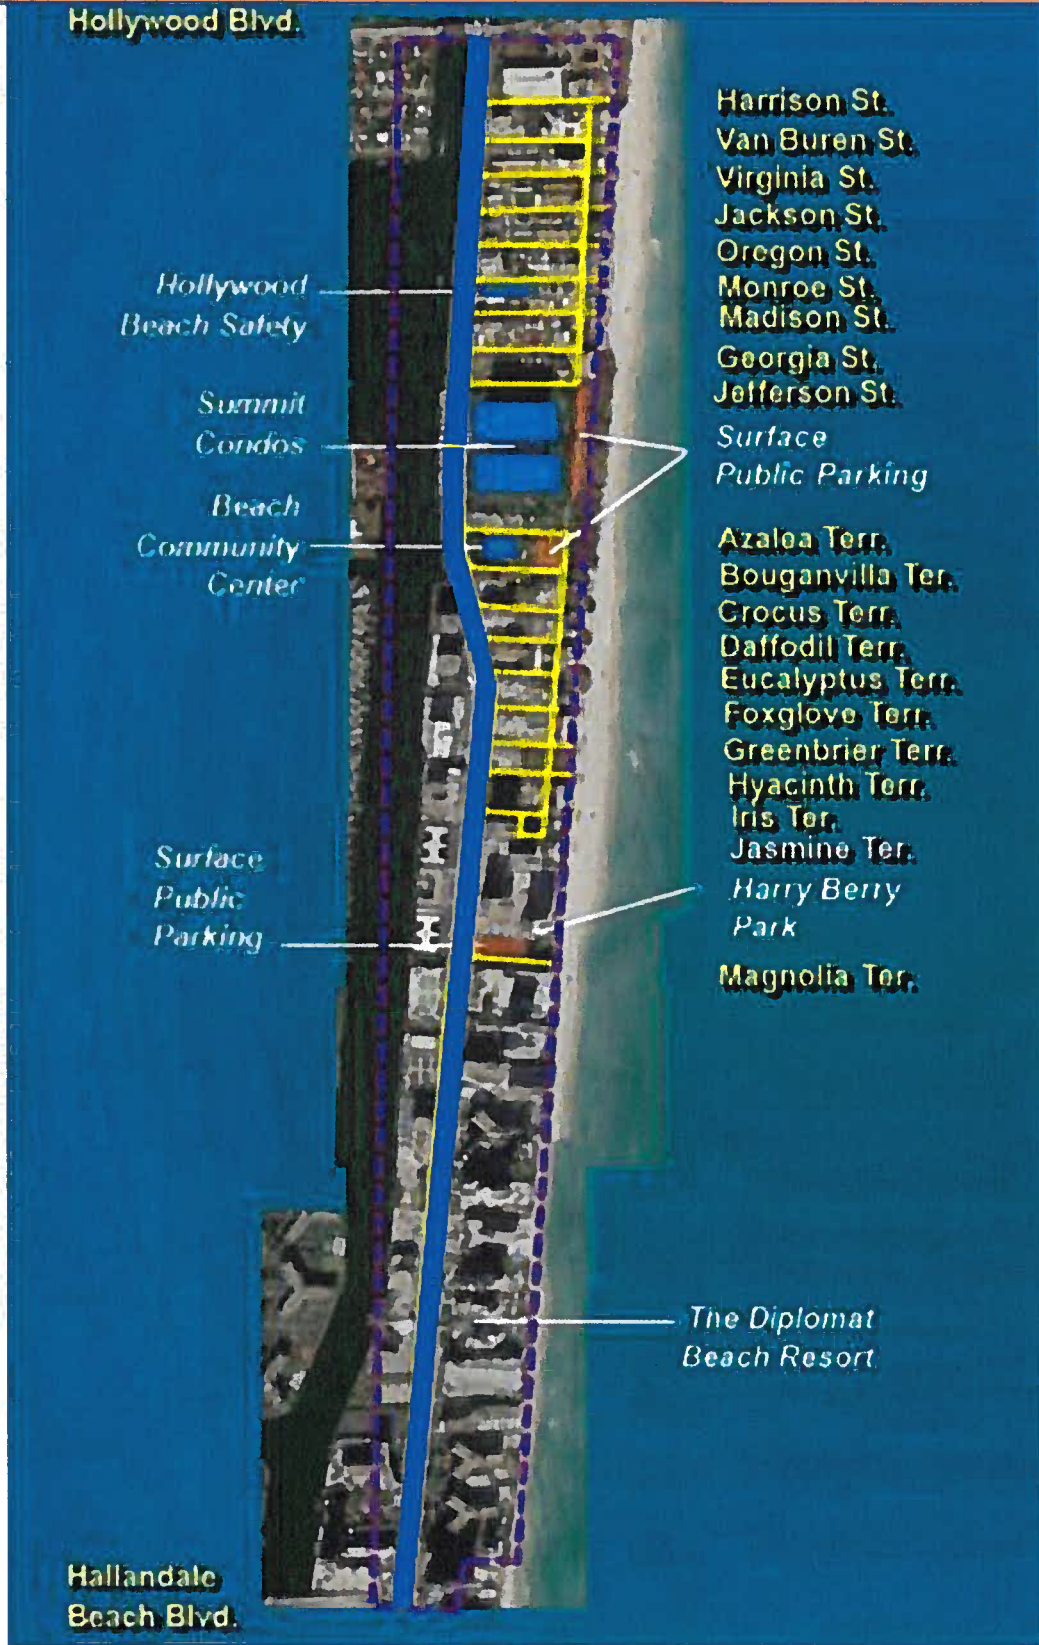 Hollywood Blvd.
Harrison St.
Van Buren St.
Virginia St.
Jackson St.
Oregon St.
Monroe St.
Madison St.
Georgia St.
Jefferson St.
Hollywood
Beach Safety
Summit
Condos
Surface
Public Parking
Beach
Community
Center
Azalea Terr.
Bouganvilla Ter.
Crocus Terr.
Daffodil Terr.
Eucalyptus Terr.
Foxglove Terr.
Greenbrier Terr.
Hyacinth Terr.
Iris Ter.
Jasmine Ter.
Surface
Public
Parking
Harry Berry
Park
Magnolia Ter.
The Diplomat
Beach Resort
Hallandale
Beach Blvd.